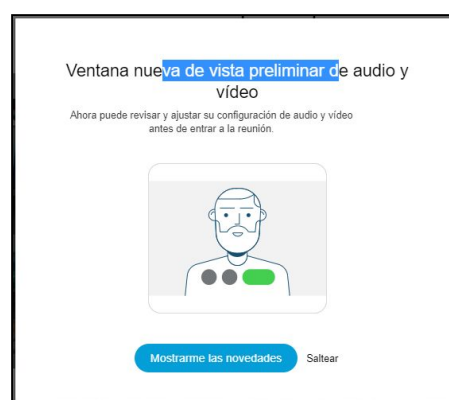 Ventana nueva de vista preliminar de audio y
vídeo
Ahora puede revisar y ajustar su configuración de audio y vídeo
antes de entrar a la reunión.
Mostrarme las novedades
Saltear